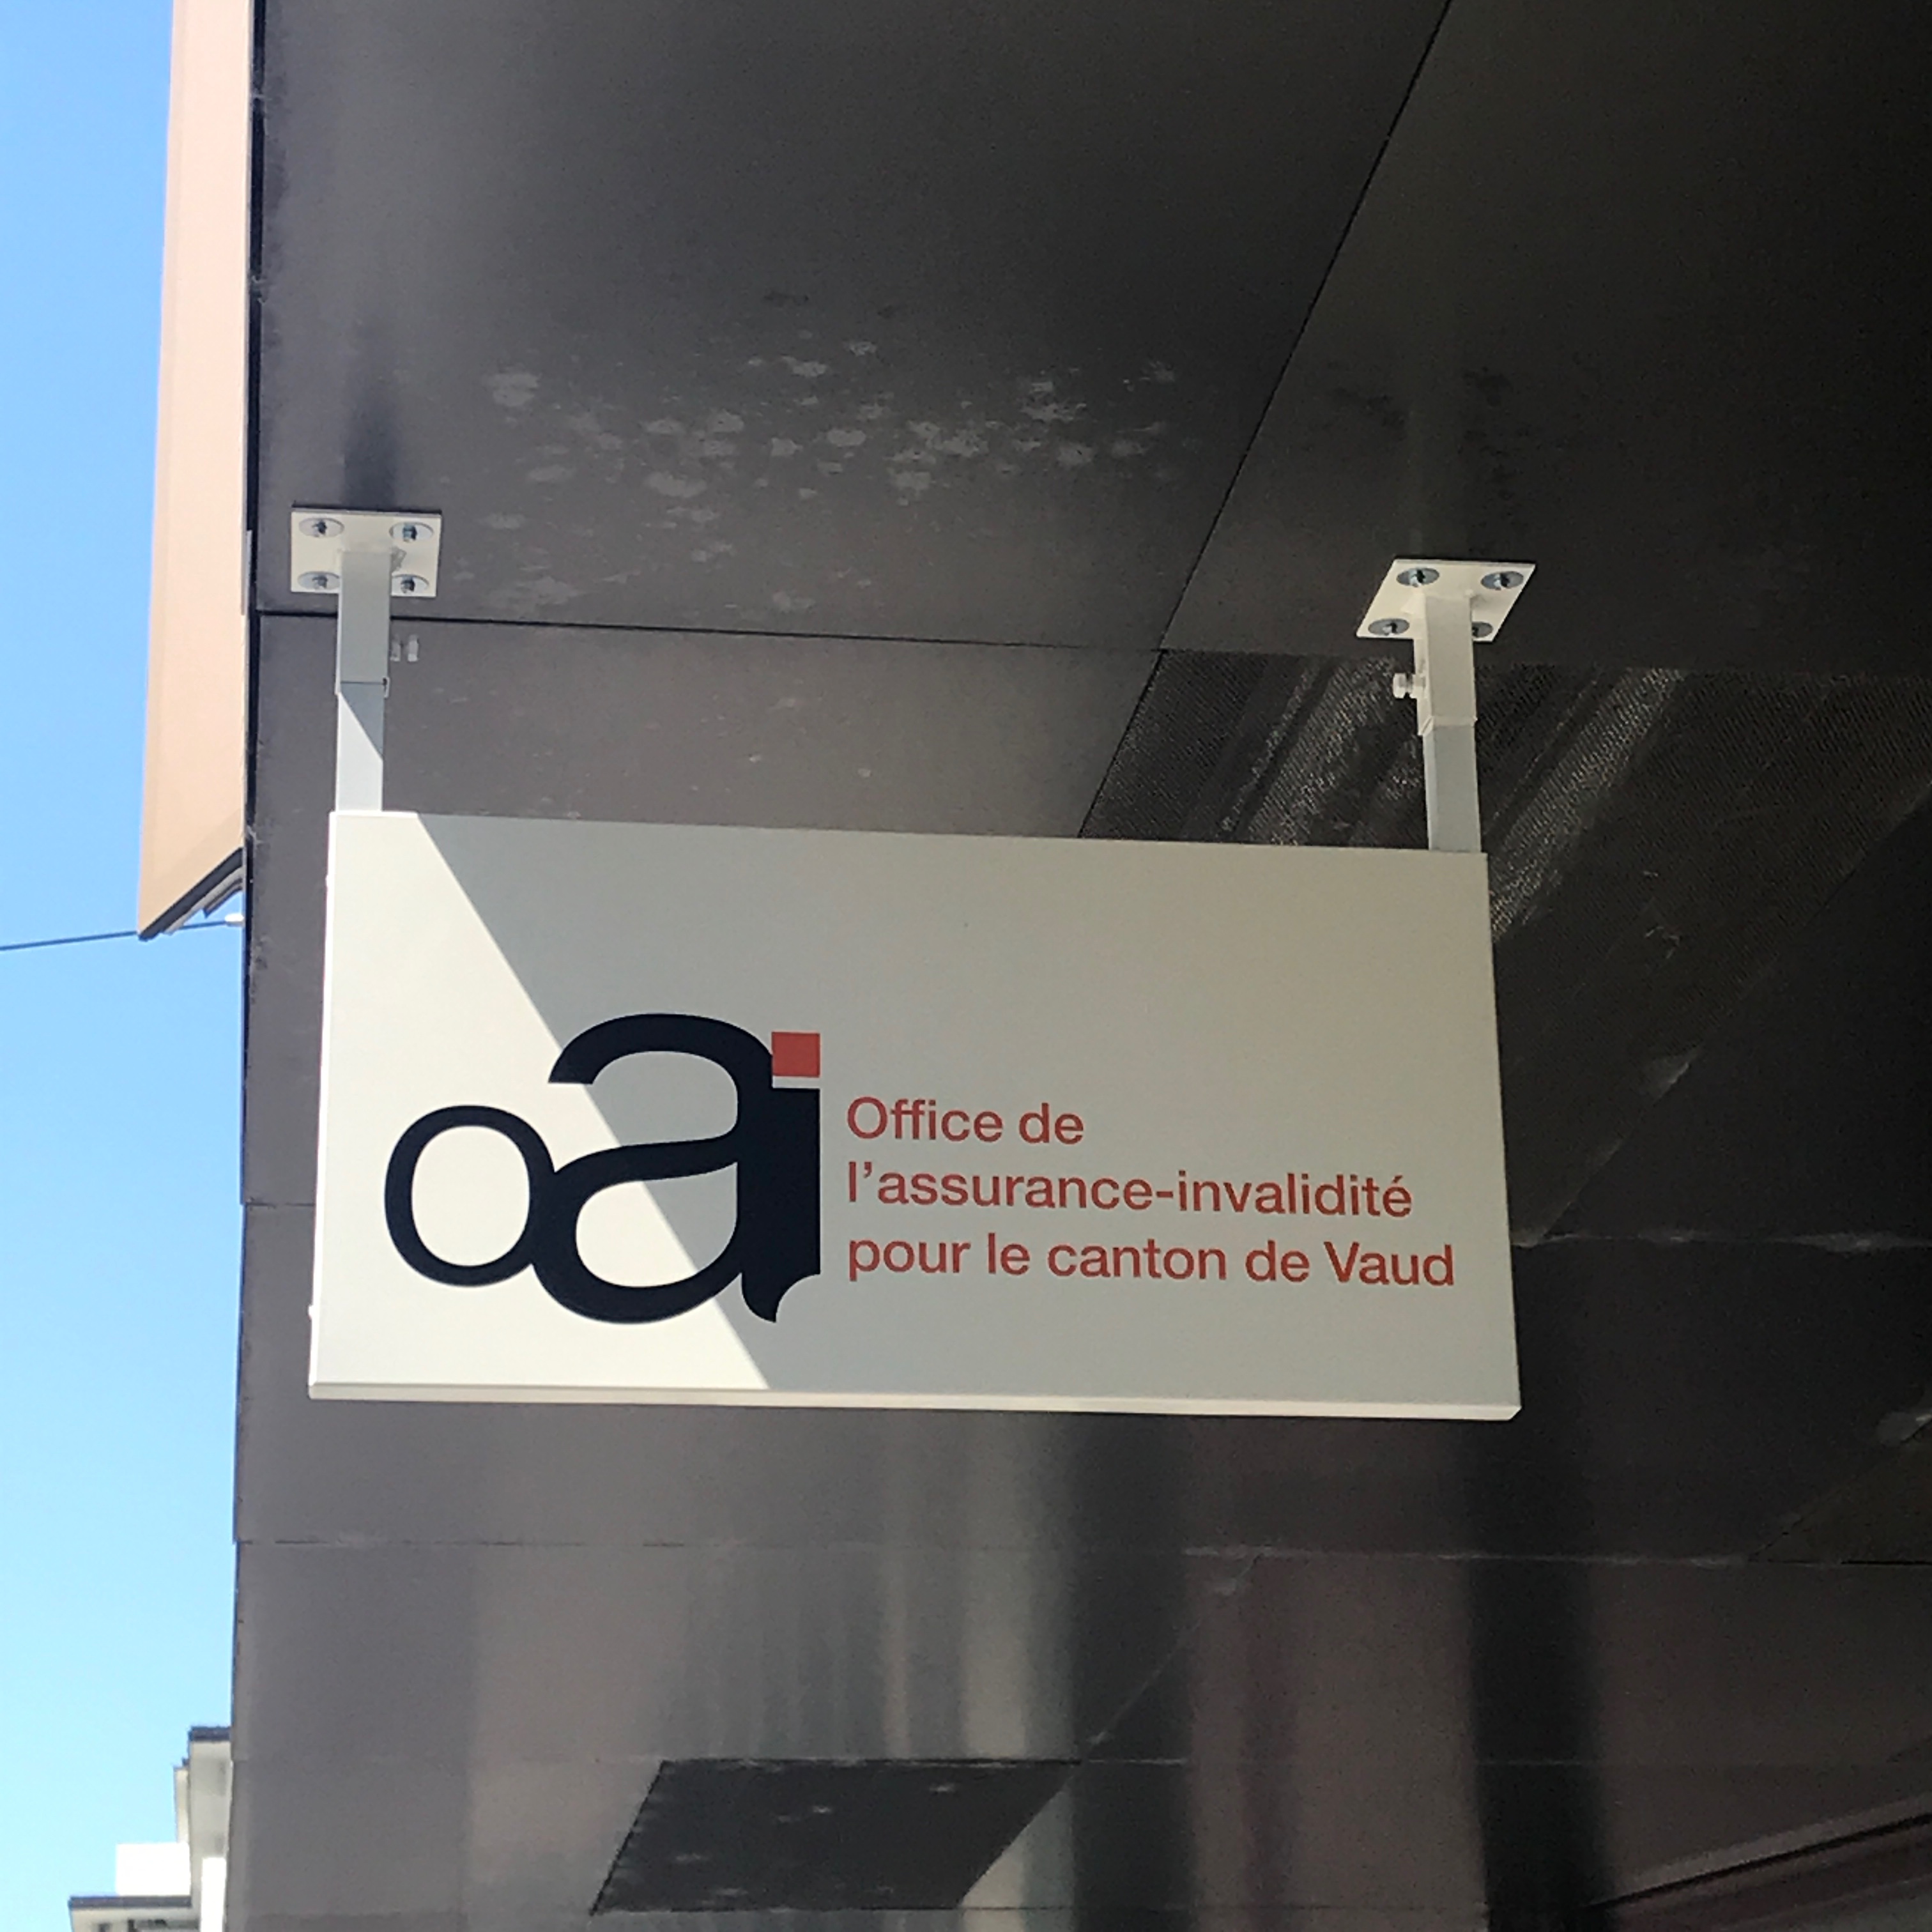 oai
Office de
l’assurance-invalidité
pour le canton de Vaud